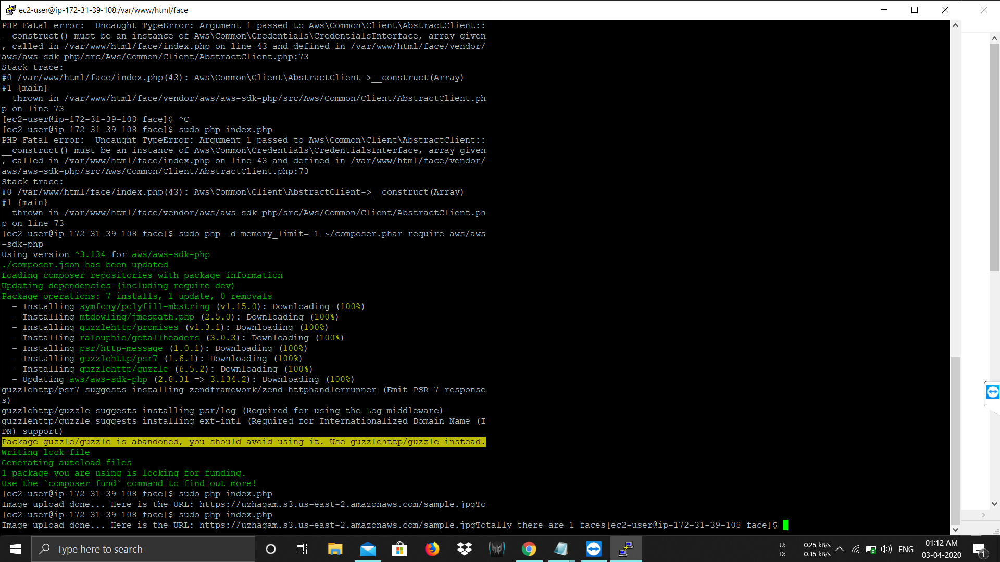 ec2-user@ip-172-31-39-108:/var/www/html/face
PHP Fatal error:  Uncaught TypeError: Argument 1 passed to Aws\Common\Client\AbstractClient::
__construct() must be an instance of Aws\Common\Credentials\CredentialsInterface, array given
, called in /var/www/html/face/index.php on line 43 and defined in /var/www/html/face/vendor/
aws/aws-sdk-php/src/Aws/Common/Client/AbstractClient.php:73
Stack trace:
#0 /var/www/html/face/index.php(43): Aws\Common\Client\AbstractClient->__construct(Array)
#1 {main}
  thrown in /var/www/html/face/vendor/aws/aws-sdk-php/src/Aws/Common/Client/AbstractClient.ph
p on line 73
[ec2-user@ip-172-31-39-108 face]$ ^C
[ec2-user@ip-172-31-39-108 face]$ sudo php index.php
PHP Fatal error:  Uncaught TypeError: Argument 1 passed to Aws\Common\Client\AbstractClient::
__construct() must be an instance of Aws\Common\Credentials\CredentialsInterface, array given
, called in /var/www/html/face/index.php on line 43 and defined in /var/www/html/face/vendor/
aws/aws-sdk-php/src/Aws/Common/Client/AbstractClient.php:73
Stack trace:
#0 /var/www/html/face/index.php(43): Aws\Common\Client\AbstractClient->__construct(Array)
#1 {main}
  thrown in /var/www/html/face/vendor/aws/aws-sdk-php/src/Aws/Common/Client/AbstractClient.ph
p on line 73
[ec2-user@ip-172-31-39-108 face]$ sudo php -d memory_limit=-1 ~/composer.phar require aws/aws
-sdk-php
Using version ^3.134 for aws/aws-sdk-php
./composer.json has been updated
Loading composer repositories with package information
Updating dependencies (including require-dev)
Package operations: 7 installs, 1 update, 0 removals
  - Installing symfony/polyfill-mbstring (v1.15.0): Downloading (100%)
  - Installing mtdowling/jmespath.php (2.5.0): Downloading (100%)
  - Installing guzzlehttp/promises (v1.3.1): Downloading (100%)
  - Installing ralouphie/getallheaders (3.0.3): Downloading (100%)
  - Installing psr/http-message (1.0.1): Downloading (100%)
  - Installing guzzlehttp/psr7 (1.6.1): Downloading (100%)
  - Installing guzzlehttp/guzzle (6.5.2): Downloading (100%)
  - Updating aws/aws-sdk-php (2.8.31 => 3.134.2): Downloading (100%)
guzzlehttp/psr7 suggests installing zendframework/zend-httphandlerrunner (Emit PSR-7 response
s)
guzzlehttp/guzzle suggests installing psr/log (Required for using the Log middleware)
guzzlehttp/guzzle suggests installing ext-intl (Required for Internationalized Domain Name (I
DN) support)
Package guzzle/guzzle is abandoned, you should avoid using it. Use guzzlehttp/guzzle instead.
Writing lock file
Generating autoload files
1 package you are using is looking for funding.
Use the `composer fund` command to find out more!
[ec2-user@ip-172-31-39-108 face]$ sudo php index.php
Image upload done... Here is the URL: https://uzhagam.s3.us-east-2.amazonaws.com/sample.jpgTo
[ec2-user@ip-172-31-39-108 face]$ sudo php index.php
Image upload done... Here is the URL: https://uzhagam.s3.us-east-2.amazonaws.com/sample.jpgTotally there are 1 faces[ec2-user@ip-172-31-39-108 face]$
Type here to search
U: 0.25 kB/s
D: 0.15 kB/s
ENG
01:12 AM
03-04-2020
1